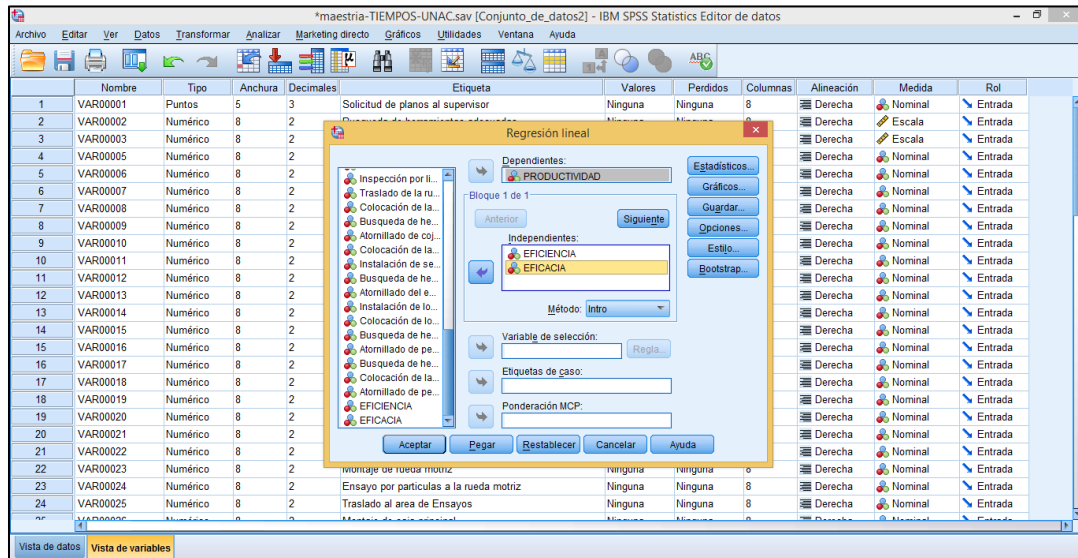 *maestria-TIEMPOS-UNAC.sav [Conjunto_de_datos2] - IBM SPSS Statistics Editor de datos
Archivo Editar Ver Datos Transformar Analizar Marketing directo Gráficos Utilidades Ventana Ayuda
Nombre Tipo Anchura Decimales Etiqueta Valores Perdidos Columnas Alineación Medida Rol
1 VAR00001 Puntos 5 3 Solicitud de planos al supervisor Ninguna Ninguna 8 Derecha Nominal Entrada
2 VAR00002 Numérico 8 2 Derecha Escala Entrada
3 VAR00003 Numérico 8 2 Derecha Escala Entrada
4 VAR00005 Numérico 8 2 Derecha Nominal Entrada
5 VAR00006 Numérico 8 2 Derecha Nominal Entrada
6 VAR00007 Numérico 8 2 Derecha Nominal Entrada
7 VAR00008 Numérico 8 2 Derecha Nominal Entrada
8 VAR00009 Numérico 8 2 Derecha Nominal Entrada
9 VAR00010 Numérico 8 2 Derecha Nominal Entrada
10 VAR00011 Numérico 8 2 Derecha Nominal Entrada
11 VAR00012 Numérico 8 2 Derecha Nominal Entrada
12 VAR00013 Numérico 8 2 Derecha Nominal Entrada
13 VAR00014 Numérico 8 2 Derecha Nominal Entrada
14 VAR00015 Numérico 8 2 Derecha Nominal Entrada
15 VAR00016 Numérico 8 2 Derecha Nominal Entrada
16 VAR00017 Numérico 8 2 Derecha Nominal Entrada
17 VAR00018 Numérico 8 2 Derecha Nominal Entrada
18 VAR00019 Numérico 8 2 Derecha Nominal Entrada
19 VAR00020 Numérico 8 2 Derecha Nominal Entrada
20 VAR00021 Numérico 8 2 Derecha Nominal Entrada
21 VAR00022 Numérico 8 2 Derecha Nominal Entrada
22 VAR00023 Numérico 8 2 Montaje de rueda motriz Ninguna Ninguna 8 Derecha Nominal Entrada
23 VAR00024 Numérico 8 2 Ensayo por particulas a la rueda motriz Ninguna Ninguna 8 Derecha Nominal Entrada
24 VAR00025 Numérico 8 2 Traslado al area de Ensayos Ninguna Ninguna 8 Derecha Nominal Entrada
Regresión lineal
Inspección por li...
Traslado de la ru...
Colocación de la...
Busqueda de he...
Atornillado de coj...
Colocación de la...
Instalación de se...
Busqueda de he...
Atornillado del e...
Instalación de lo...
Colocación de lo...
Busqueda de he...
Atornillado de pe...
Busqueda de he...
Colocación de la...
Atornillado de pe...
EFICIENCIA
EFICACIA
Dependientes:
PRODUCTIVIDAD
Bloque 1 de 1
Anterior Siguiente
Independientes:
EFICIENCIA
EFICACIA
Método: Intro
Variable de selección:
Regla...
Etiquetas de caso:
Ponderación MCP:
Estadísticos...
Gráficos...
Guardar...
Opciones...
Estilo...
Bootstrap...
Aceptar Pegar Restablecer Cancelar Ayuda
Vista de datos Vista de variables